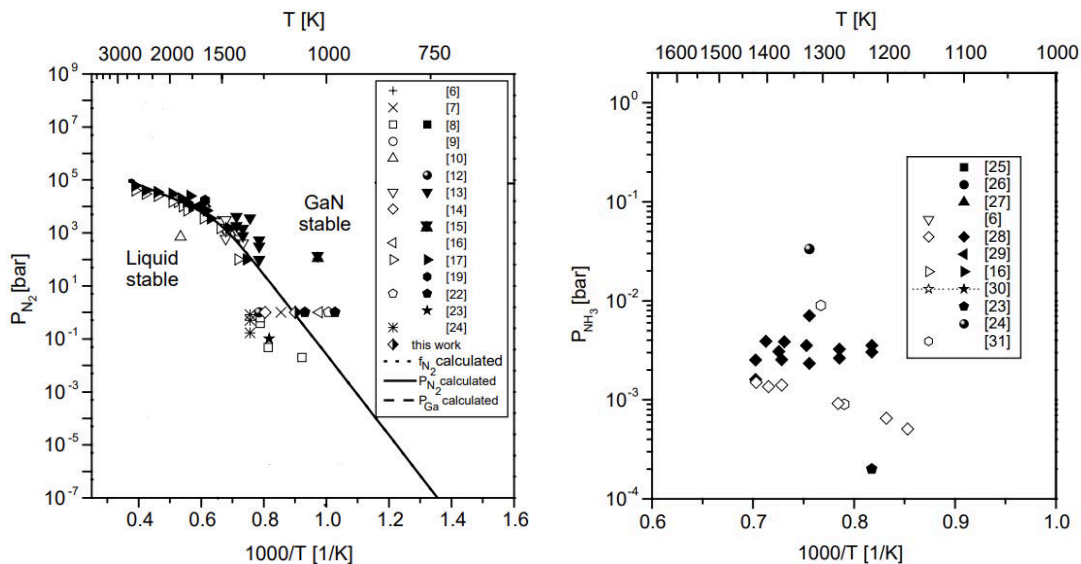 T [K]
3000 2000 1500 1000 750
10^9
10^7
10^5
10^3
10^1
10^-1
10^-3
10^-5
10^-7
P_N2 [bar]
Liquid
stable
GaN
stable
[6]
[7]
[8]
[9]
[10]
[12]
[13]
[14]
[15]
[16]
[17]
[19]
[22]
[23]
[24]
this work
f_N2 calculated
P_N2 calculated
P_Ga calculated
0.4 0.6 0.8 1.0 1.2 1.4 1.6
1000/T [1/K]
T [K]
1600 1500 1400 1300 1200 1100 1000
10^0
10^-1
10^-2
10^-3
10^-4
P_NH3 [bar]
[25]
[26]
[27]
[6]
[28]
[29]
[16]
[30]
[23]
[24]
[31]
0.6 0.7 0.8 0.9 1.0
1000/T [1/K]